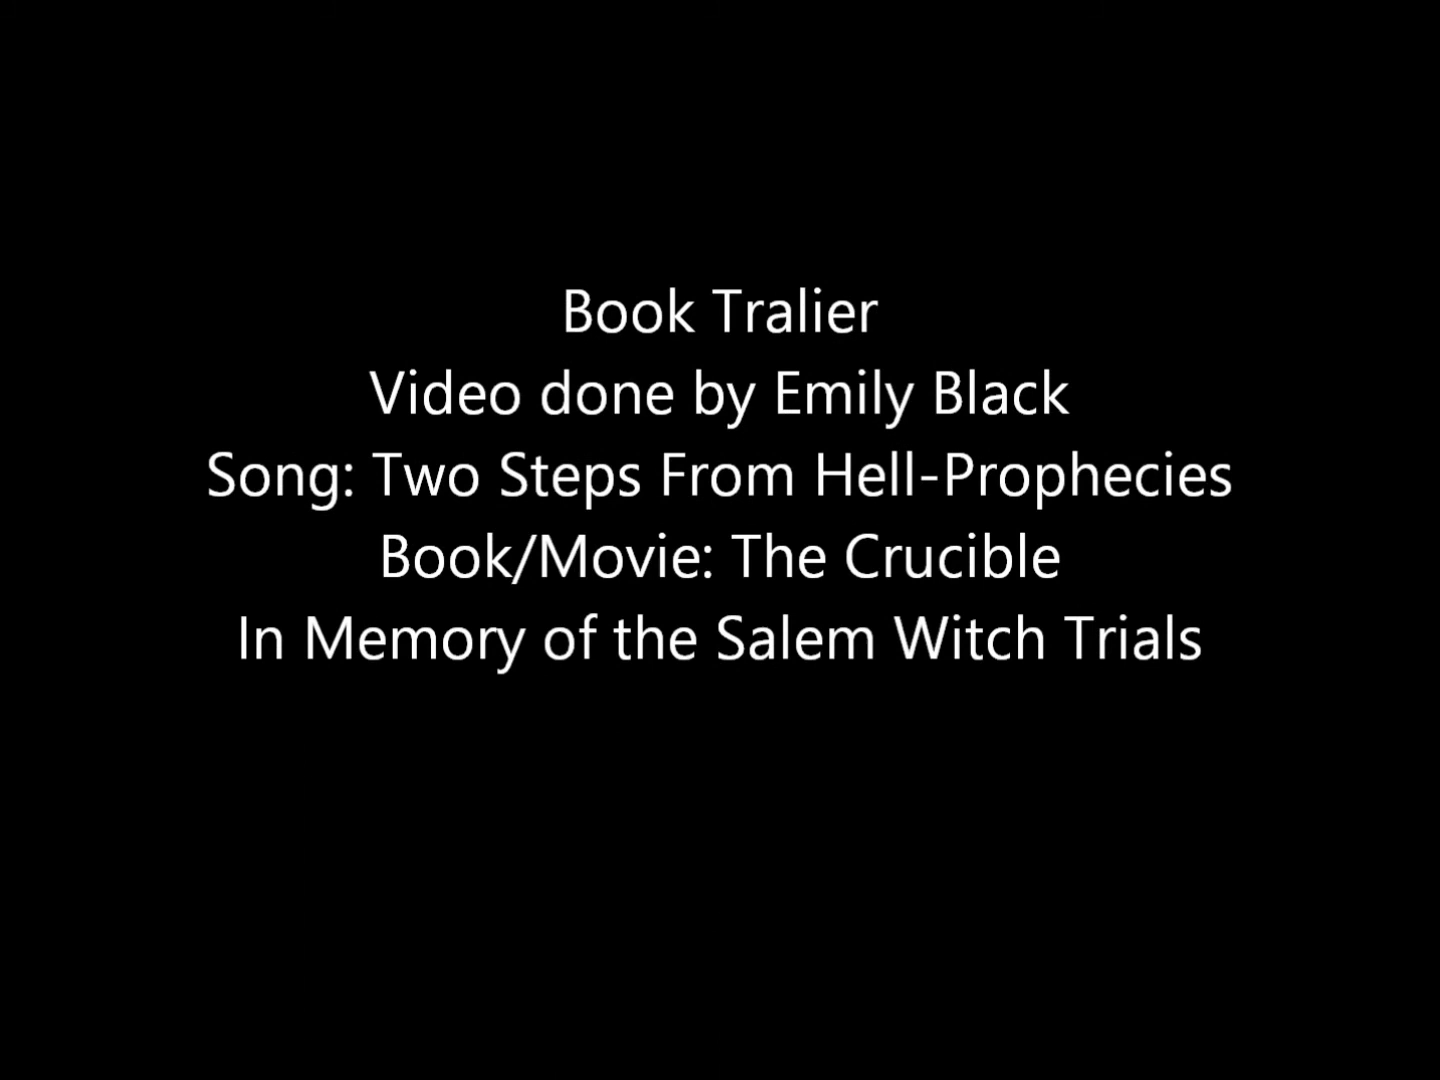 Book Tralier
Video done by Emily Black
Song: Two Steps From Hell-Prophecies
Book/Movie: The Crucible
In Memory of the Salem Witch Trials